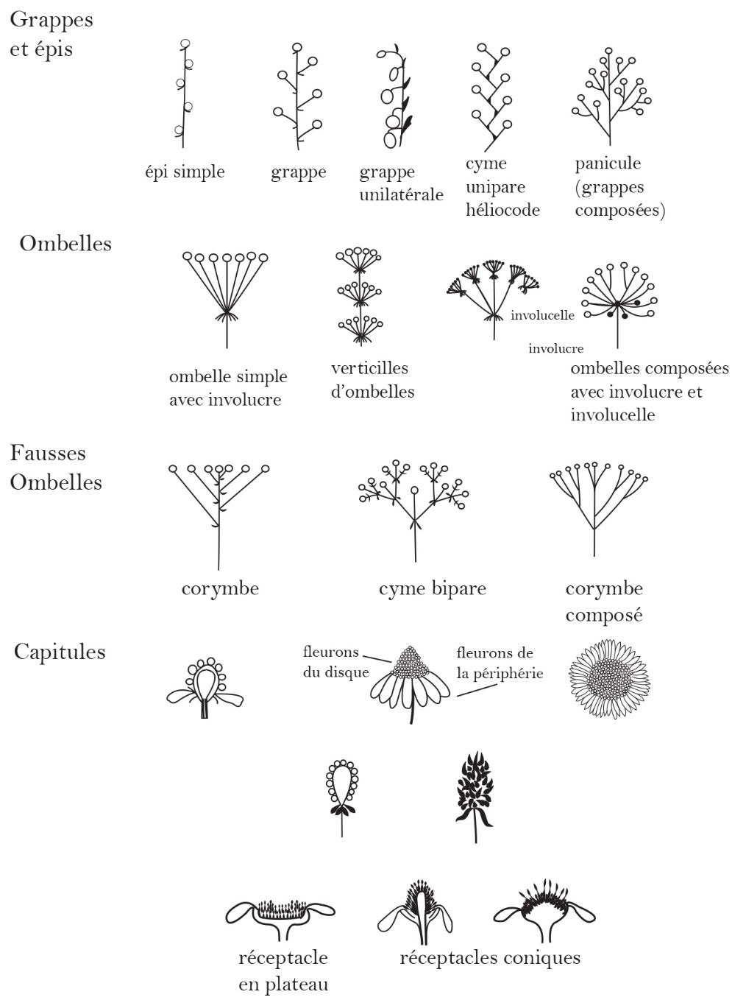 Grappes
et épis
épi simple
grappe
grappe
unilatérale
cyme
unipare
héliocode
panicule
(grappes
composées)
Ombelles
involucelle
involucre
ombelle simple
avec involucre
verticilles
d’ombelles
ombelles composées
avec involucre et
involucelle
Fausses
Ombelles
corymbe
cyme bipare
corymbe
composé
Capitules
fleurons
du disque
fleurons de
la périphérie
réceptacle
en plateau
réceptacles coniques